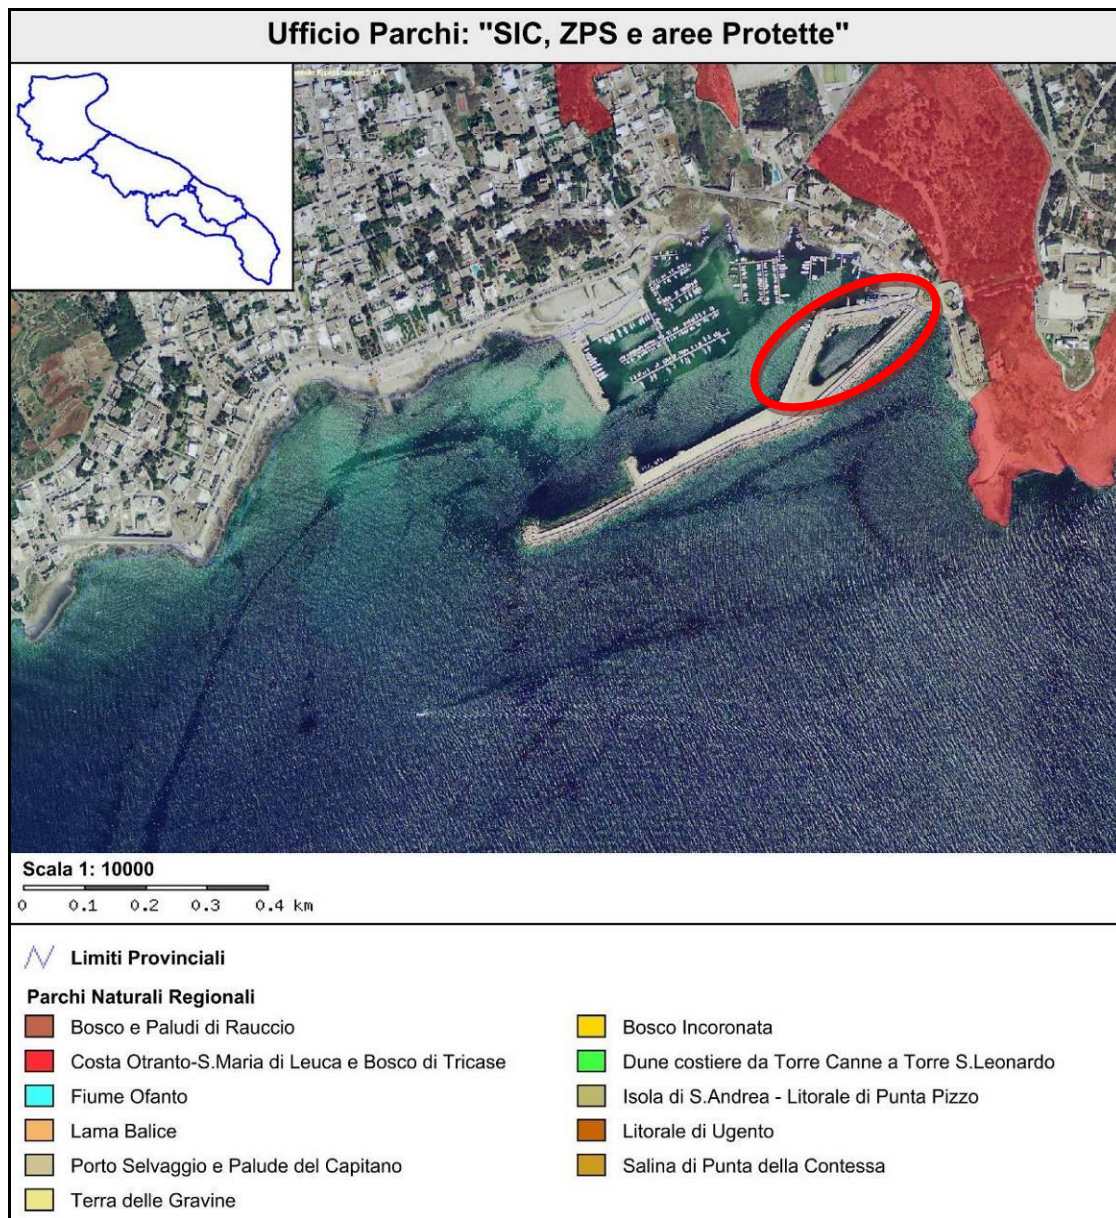 Ufficio Parchi: "SIC, ZPS e aree Protette"
Scala 1: 10000
0 0.1 0.2 0.3 0.4 km
Limiti Provinciali
Parchi Naturali Regionali
Bosco e Paludi di Rauccio
Costa Otranto-S.Maria di Leuca e Bosco di Tricase
Fiume Ofanto
Lama Balice
Porto Selvaggio e Palude del Capitano
Terra delle Gravine
Bosco Incoronata
Dune costiere da Torre Canne a Torre S.Leonardo
Isola di S.Andrea - Litorale di Punta Pizzo
Litorale di Ugento
Salina di Punta della Contessa